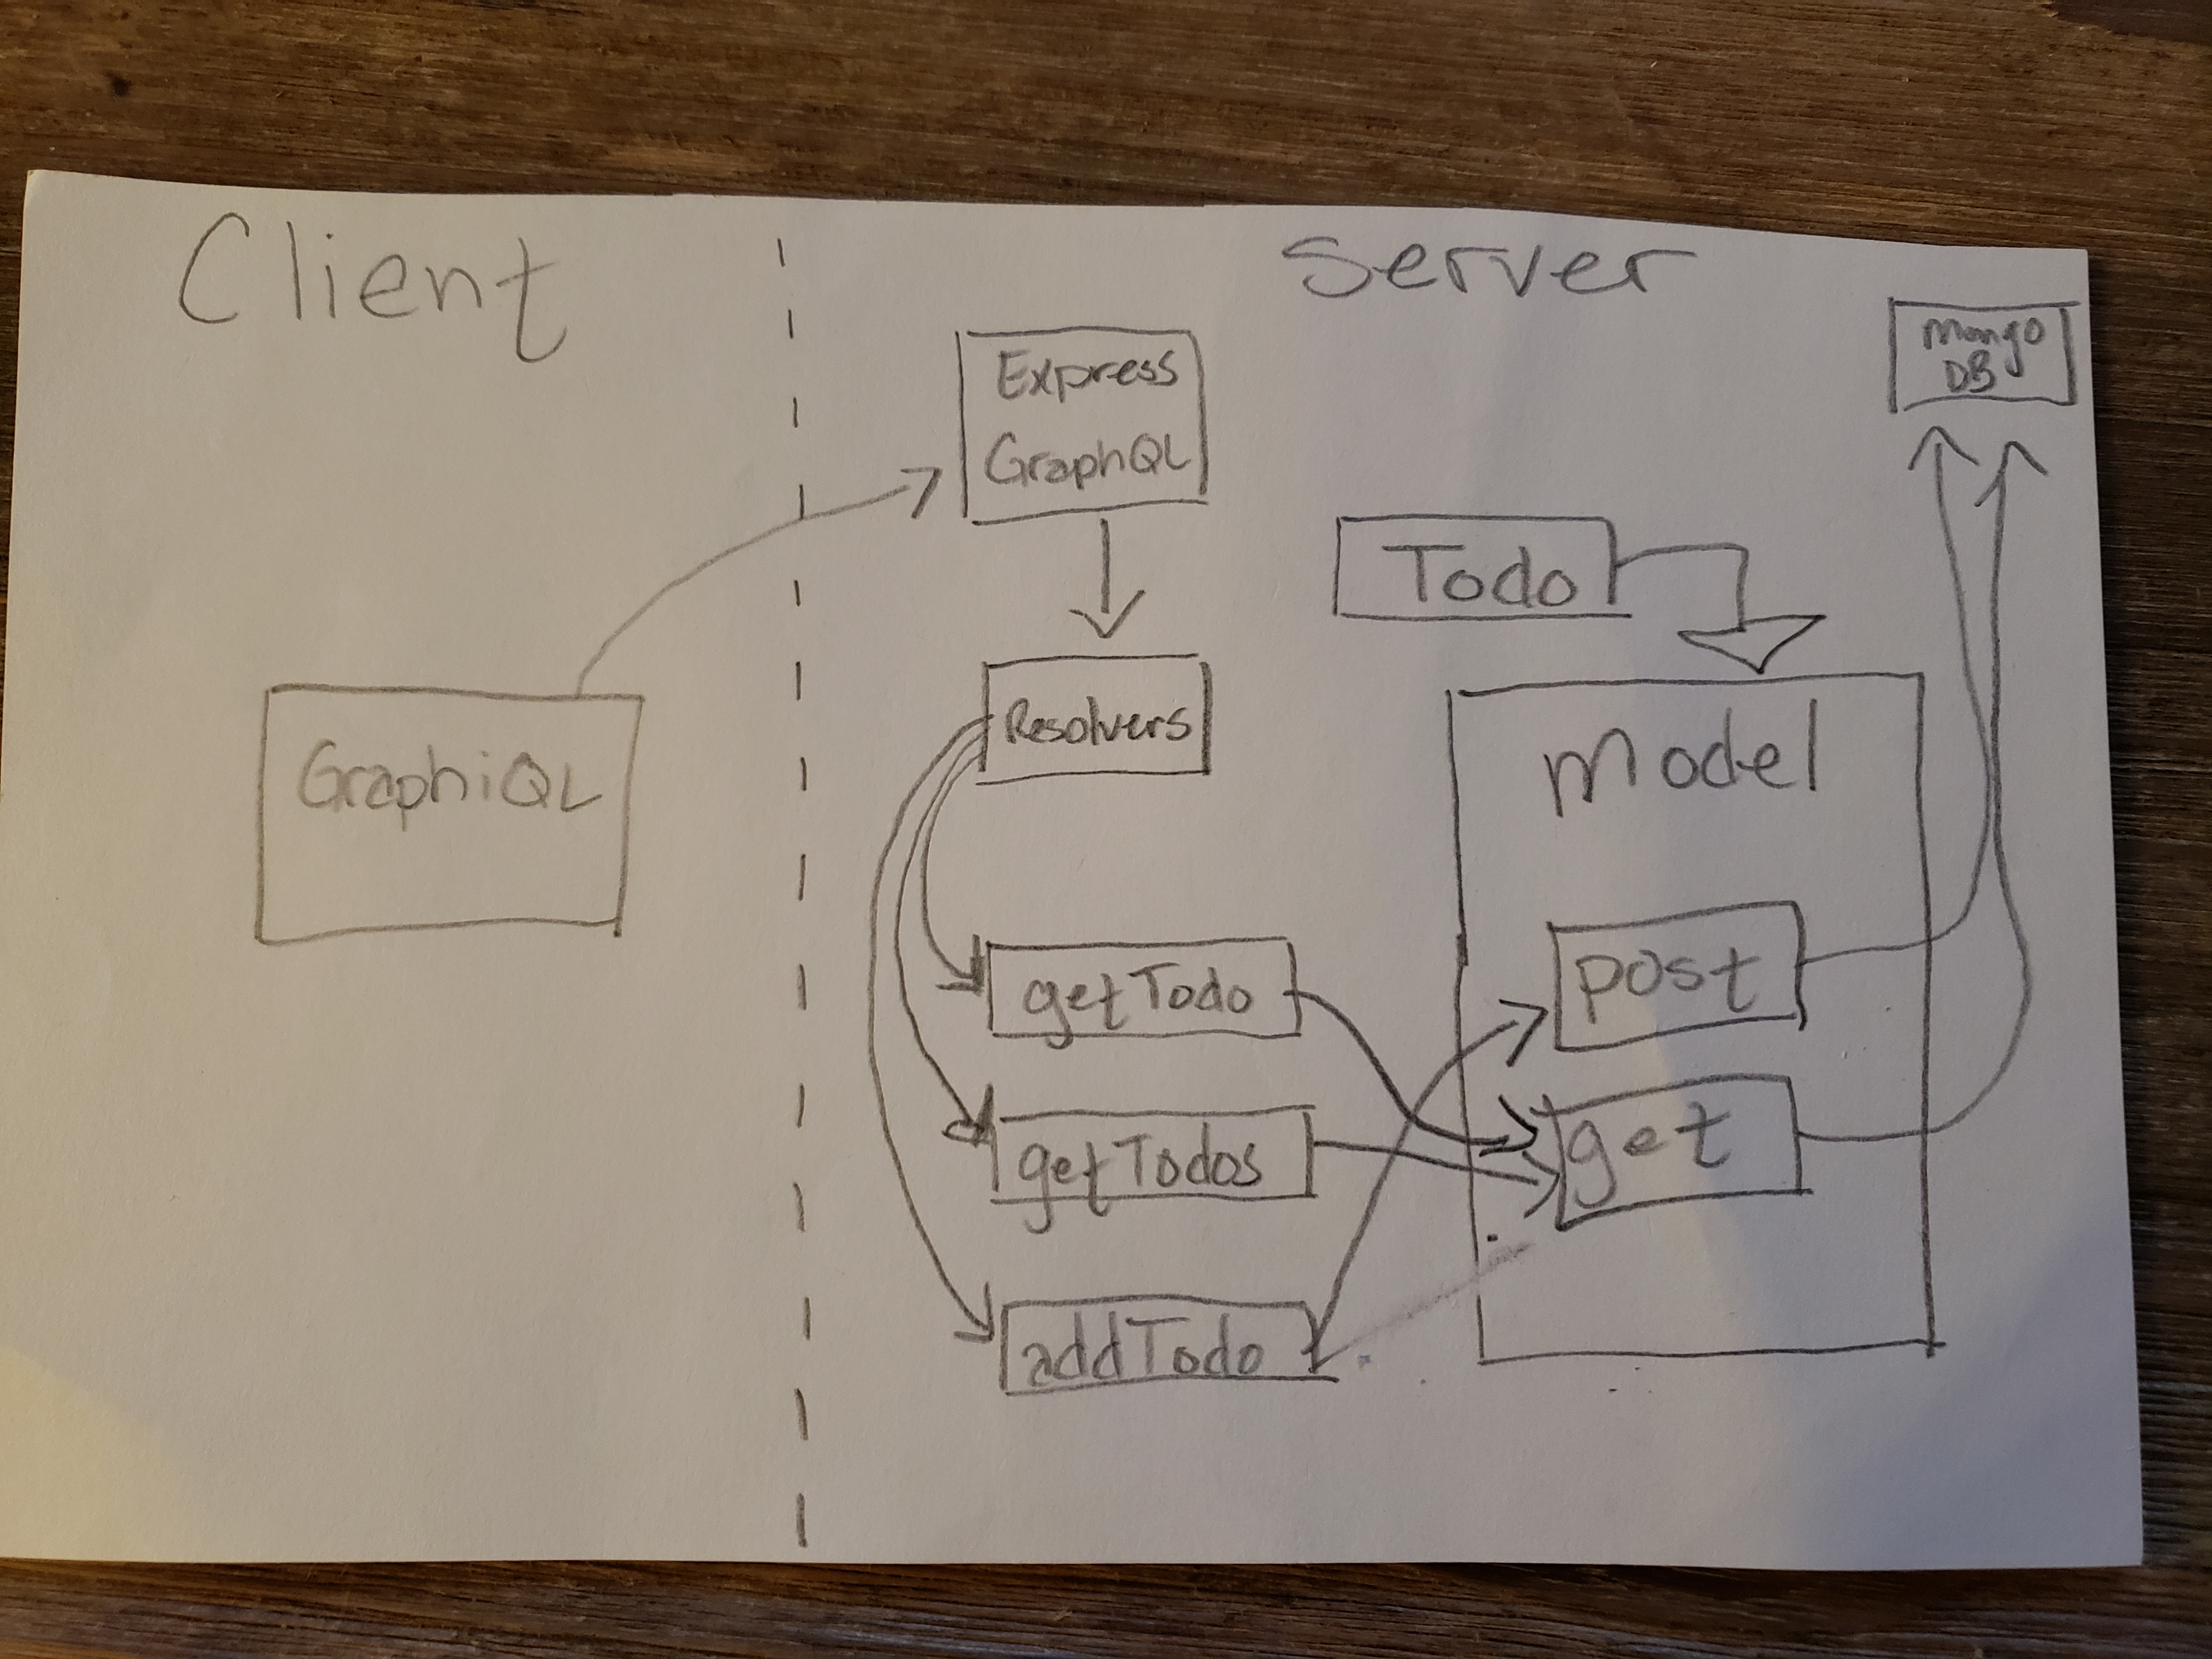 Client
Server
Express
GraphQL
mongo
DB
Todo
Resolvers
GraphiQL
model
getTodo
post
getTodos
get
addTodo